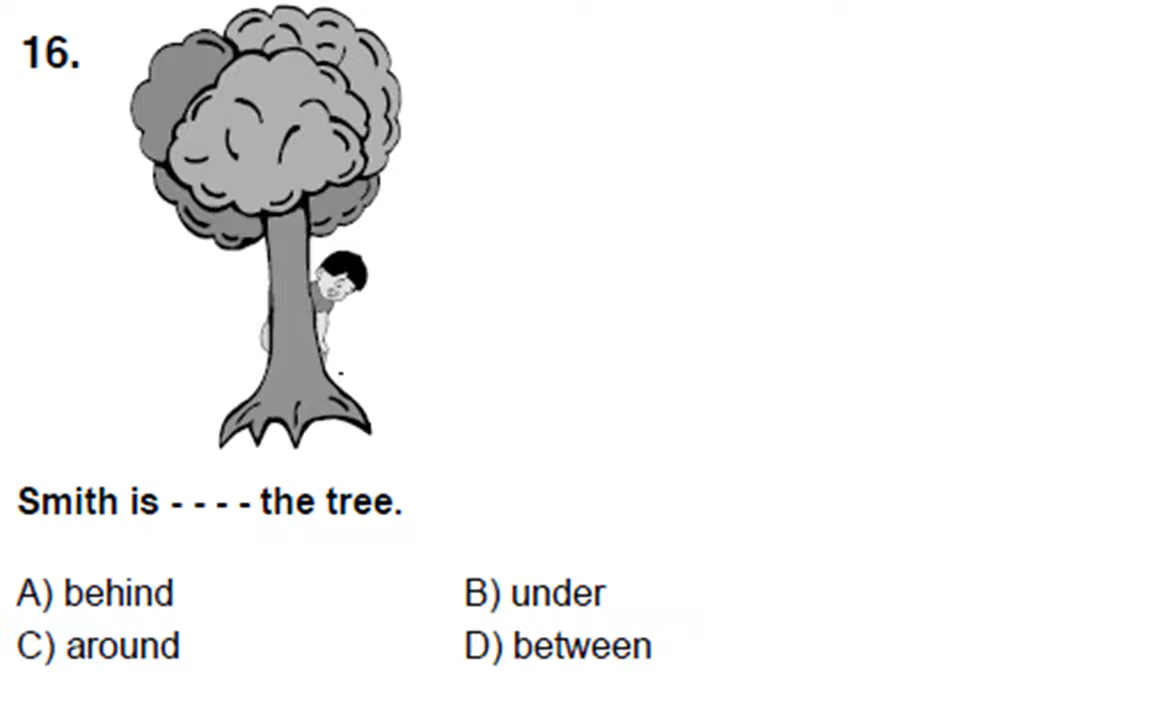 16.
Smith is - - - - the tree.
A) behind B) under
C) around D) between